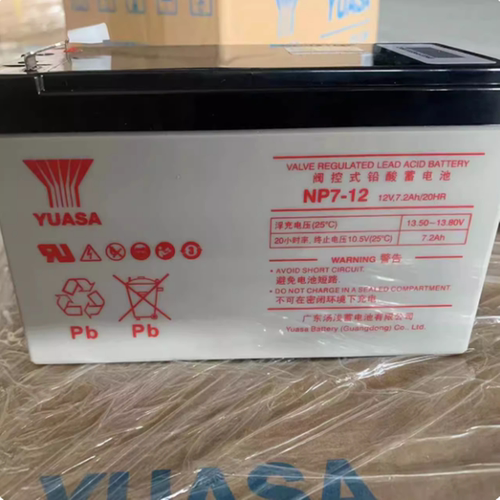 YUASA
YUASA
VALVE REGULATED LEAD ACID BATTERY
阀控式铅酸蓄电池
NP7-12 12V,7.2Ah/20HR
浮充电压(25℃) 13.50~13.80V
20小时率,终止电压10.5V(25℃) 7.2Ah
WARNING 警告
• AVOID SHORT CIRCUIT.
避免电池短路
• DO NOT CHARGE IN A SEALED COMPARTMENT.
不可在密闭环境下充电
Pb Pb
广东汤浅蓄电池有限公司
Yuasa Battery (Guangdong) Co., Ltd.
YUASA